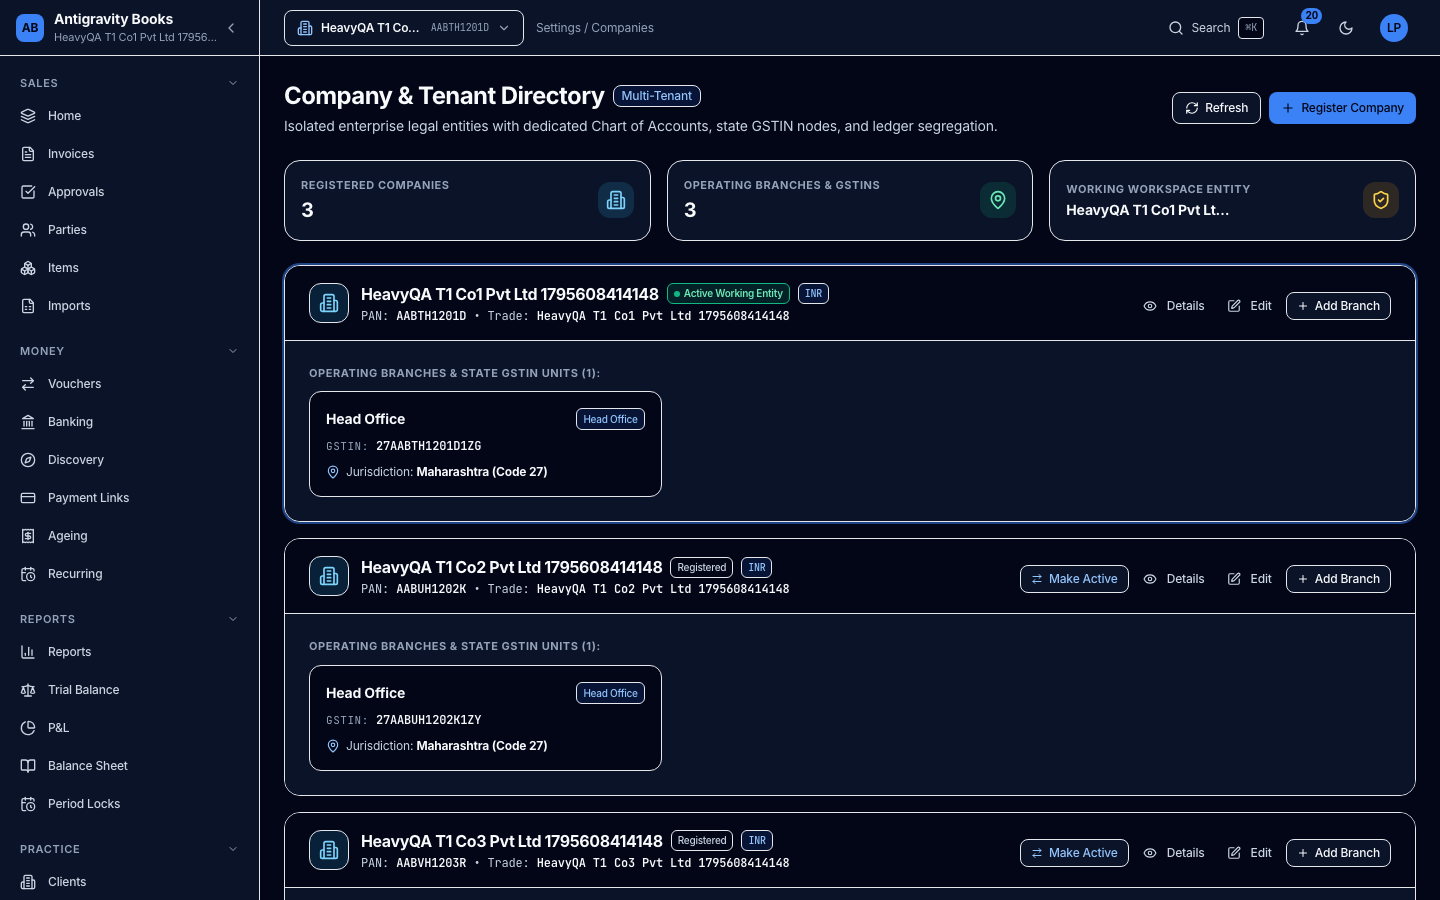 AB
Antigravity Books
HeavyQA T1 Co1 Pvt Ltd 17956...
SALES
Home
Invoices
Approvals
Parties
Items
Imports
MONEY
Vouchers
Banking
Discovery
Payment Links
Ageing
Recurring
REPORTS
Reports
Trial Balance
P&L
Balance Sheet
Period Locks
PRACTICE
Clients
HeavyQA T1 Co... AABTH1201D
Settings / Companies
Search ⌘K
20
LP
Company & Tenant Directory Multi-Tenant
Isolated enterprise legal entities with dedicated Chart of Accounts, state GSTIN nodes, and ledger segregation.
Refresh
+ Register Company
REGISTERED COMPANIES
3
OPERATING BRANCHES & GSTINS
3
WORKING WORKSPACE ENTITY
HeavyQA T1 Co1 Pvt Lt...
HeavyQA T1 Co1 Pvt Ltd 1795608414148 Active Working Entity INR
PAN: AABTH1201D • Trade: HeavyQA T1 Co1 Pvt Ltd 1795608414148
Details Edit + Add Branch
OPERATING BRANCHES & STATE GSTIN UNITS (1):
Head Office Head Office
GSTIN: 27AABTH1201D1ZG
Jurisdiction: Maharashtra (Code 27)
HeavyQA T1 Co2 Pvt Ltd 1795608414148 Registered INR
PAN: AABUH1202K • Trade: HeavyQA T1 Co2 Pvt Ltd 1795608414148
Make Active Details Edit + Add Branch
OPERATING BRANCHES & STATE GSTIN UNITS (1):
Head Office Head Office
GSTIN: 27AABUH1202K1ZY
Jurisdiction: Maharashtra (Code 27)
HeavyQA T1 Co3 Pvt Ltd 1795608414148 Registered INR
PAN: AABVH1203R • Trade: HeavyQA T1 Co3 Pvt Ltd 1795608414148
Make Active Details Edit + Add Branch